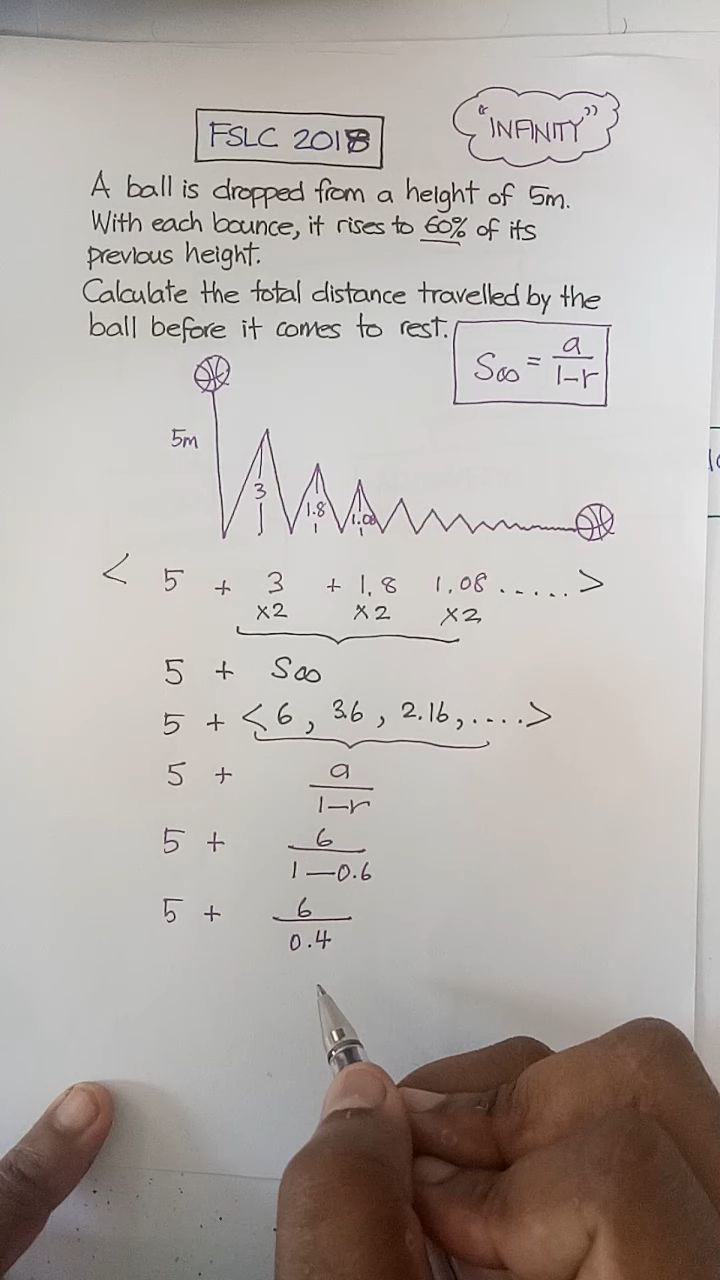 FSLC 2018
"INFINITY"
A ball is dropped from a height of 5m.
With each bounce, it rises to 60% of its
previous height.
Calculate the total distance travelled by the
ball before it comes to rest.
S∞ = a/1-r
5m
3
1.8
1.08
< 5 + 3 + 1.8 1.08 ..... >
x2 x2 x2
5 + S∞
5 + <6, 3.6, 2.16, ....>
5 + a/1-r
5 + 6/1-0.6
5 + 6/0.4